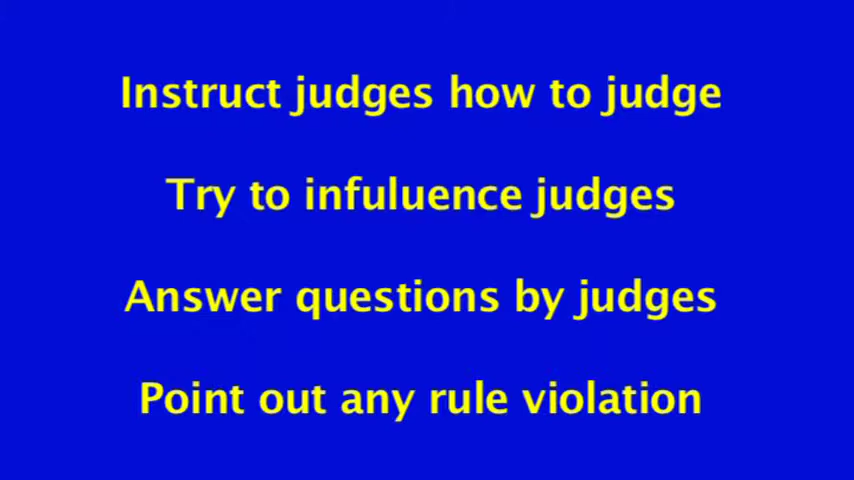 Instruct judges how to judge
Try to infuluence judges
Answer questions by judges
Point out any rule violation